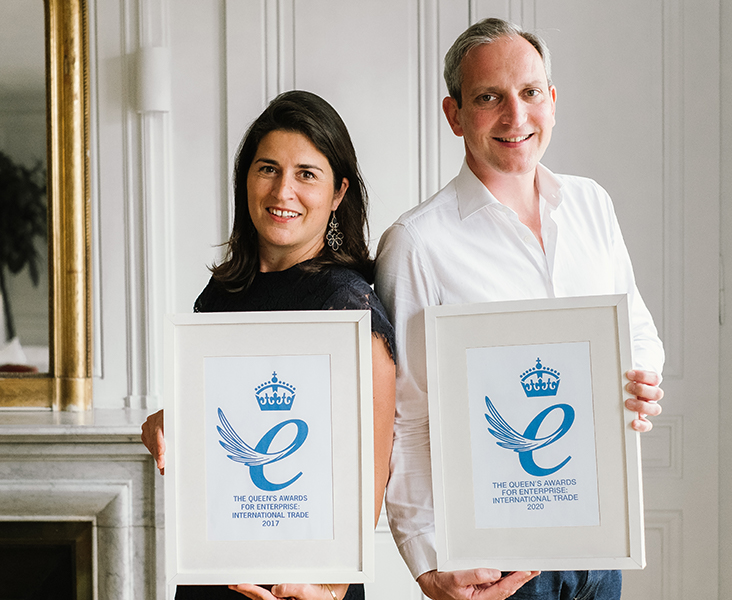 THE QUEEN'S AWARDS
FOR ENTERPRISE:
INTERNATIONAL TRADE
2017
THE QUEEN'S AWARDS
FOR ENTERPRISE:
INTERNATIONAL TRADE
2020